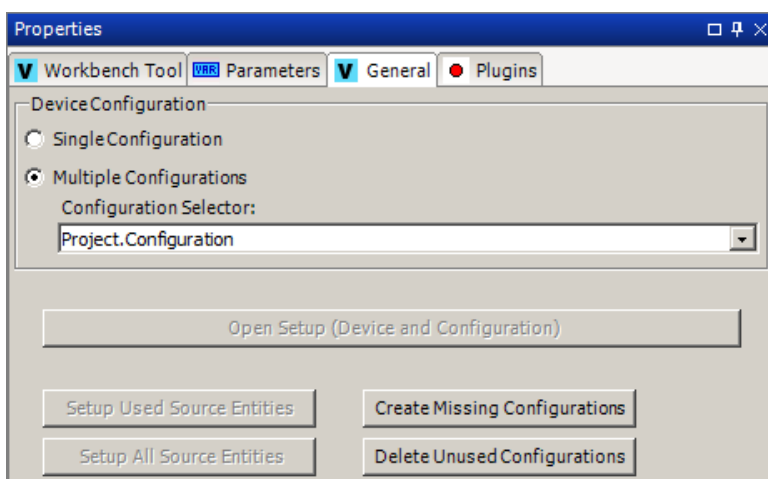 Properties
V Workbench Tool VAR Parameters V General Plugins
Device Configuration
Single Configuration
Multiple Configurations
Configuration Selector:
Project.Configuration
Open Setup (Device and Configuration)
Setup Used Source Entities Create Missing Configurations
Setup All Source Entities Delete Unused Configurations